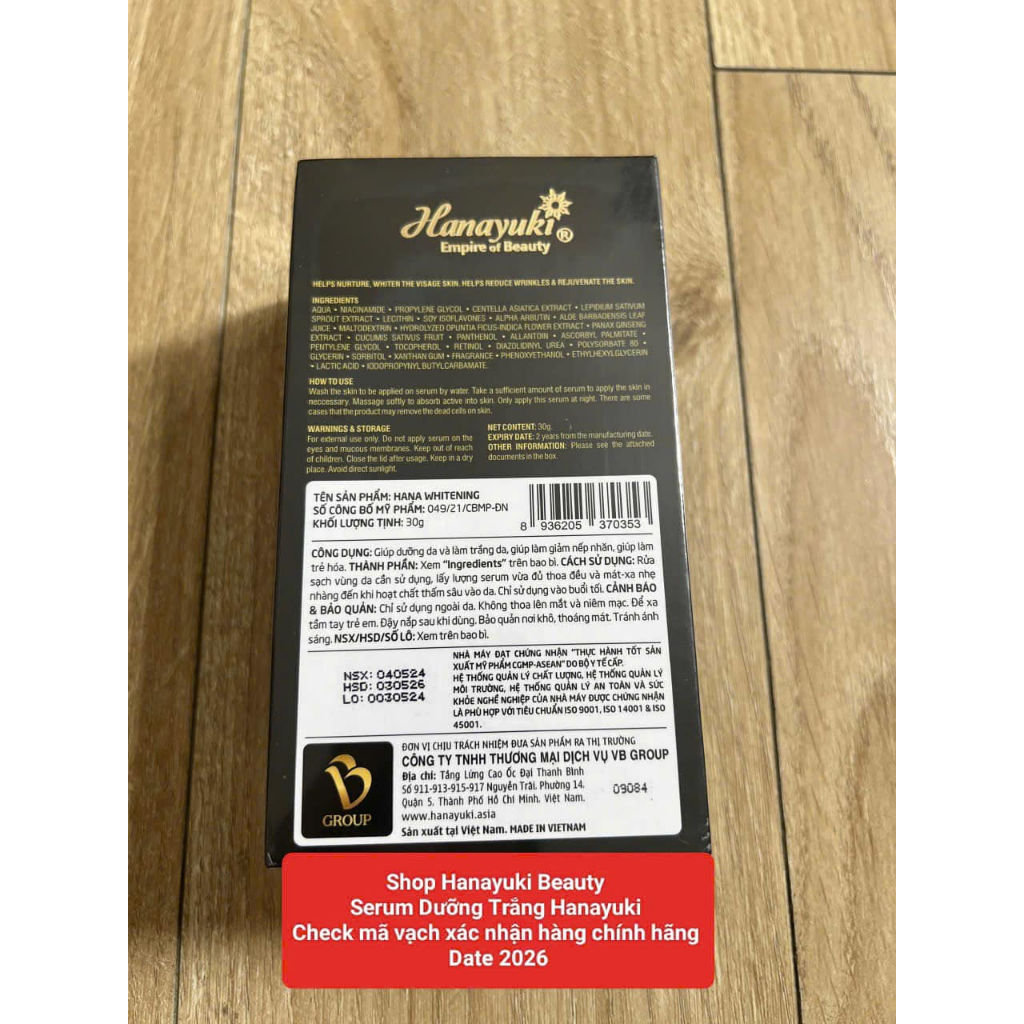 Hanayuki ®
Empire of Beauty
HELPS NURTURE, WHITEN THE VISAGE SKIN. HELPS REDUCE WRINKLES & REJUVENATE THE SKIN.
INGREDIENTS
AQUA • NIACINAMIDE • PROPYLENE GLYCOL • CENTELLA ASIATICA EXTRACT • LEPIDIUM SATIVUM
SPROUT EXTRACT • LECITHIN • SOY ISOFLAVONES • ALPHA ARBUTIN • ALOE BARBADENSIS LEAF
JUICE • MALTODEXTRIN • HYDROLYZED OPUNTIA FICUS-INDICA FLOWER EXTRACT • PANAX GINSENG
EXTRACT • CUCUMIS SATIVUS FRUIT • PANTHENOL • ALLANTOIN • ASCORBYL PALMITATE •
PENTYLENE GLYCOL • TOCOPHEROL • RETINOL • DIAZOLIDINYL UREA • POLYSORBATE 80 •
GLYCERIN • SORBITOL • XANTHAN GUM • FRAGRANCE • PHENOXYETHANOL • ETHYLHEXYLGLYCERIN
• LACTIC ACID • IODOPROPYNYL BUTYLCARBAMATE.
HOW TO USE
Wash the skin to be applied on serum by water. Take a sufficient amount of serum to apply the skin in
neccessary. Massage softly to absorb active into skin. Only apply this serum at night. There are some
cases that the product may remove the dead cells on skin.
WARNINGS & STORAGE
For external use only. Do not apply serum on the
eyes and mucous membranes. Keep out of reach
of children. Close the lid after usage. Keep in a dry
place. Avoid direct sunlight.
NET CONTENT: 30g.
EXPIRY DATE: 2 years from the manufacturing date.
OTHER INFORMATION: Please see the attached
documents in the box.
TÊN SẢN PHẨM: HANA WHITENING
SỐ CÔNG BỐ MỸ PHẨM: 049/21/CBMP-ĐN
KHỐI LƯỢNG TỊNH: 30g
8 936205 370353
CÔNG DỤNG: Giúp dưỡng da và làm trắng da, giúp làm giảm nếp nhăn, giúp làm
trẻ hóa. THÀNH PHẦN: Xem "Ingredients" trên bao bì. CÁCH SỬ DỤNG: Rửa
sạch vùng da cần sử dụng, lấy lượng serum vừa đủ thoa đều và mát-xa nhẹ
nhàng đến khi hoạt chất thấm sâu vào da. Chỉ sử dụng vào buổi tối. CẢNH BÁO
& BẢO QUẢN: Chỉ sử dụng ngoài da. Không thoa lên mắt và niêm mạc. Để xa
tầm tay trẻ em. Đậy nắp sau khi dùng. Bảo quản nơi khô, thoáng mát. Tránh ánh
sáng. NSX/HSD/SỐ LÔ: Xem trên bao bì.
NSX: 040524
HSD: 030526
LO: 0030524
NHÀ MÁY ĐẠT CHỨNG NHẬN "THỰC HÀNH TỐT SẢN
XUẤT MỸ PHẨM CGMP-ASEAN" DO BỘ Y TẾ CẤP.
HỆ THỐNG QUẢN LÝ CHẤT LƯỢNG, HỆ THỐNG QUẢN LÝ
MÔI TRƯỜNG, HỆ THỐNG QUẢN LÝ AN TOÀN VÀ SỨC
KHỎE NGHỀ NGHIỆP CỦA NHÀ MÁY ĐƯỢC CHỨNG NHẬN
LÀ PHÙ HỢP VỚI TIÊU CHUẨN ISO 9001, ISO 14001 & ISO
45001.
GROUP
ĐƠN VỊ CHỊU TRÁCH NHIỆM ĐƯA SẢN PHẨM RA THỊ TRƯỜNG
CÔNG TY TNHH THƯƠNG MẠI DỊCH VỤ VB GROUP
Địa chỉ: Tầng Lửng Cao Ốc Đại Thanh Bình
Số 911-913-915-917 Nguyễn Trãi, Phường 14,
Quận 5, Thành Phố Hồ Chí Minh, Việt Nam.
09084
www.hanayuki.asia
Sản xuất tại Việt Nam. MADE IN VIETNAM
Shop Hanayuki Beauty
Serum Dưỡng Trắng Hanayuki
Check mã vạch xác nhận hàng chính hãng
Date 2026